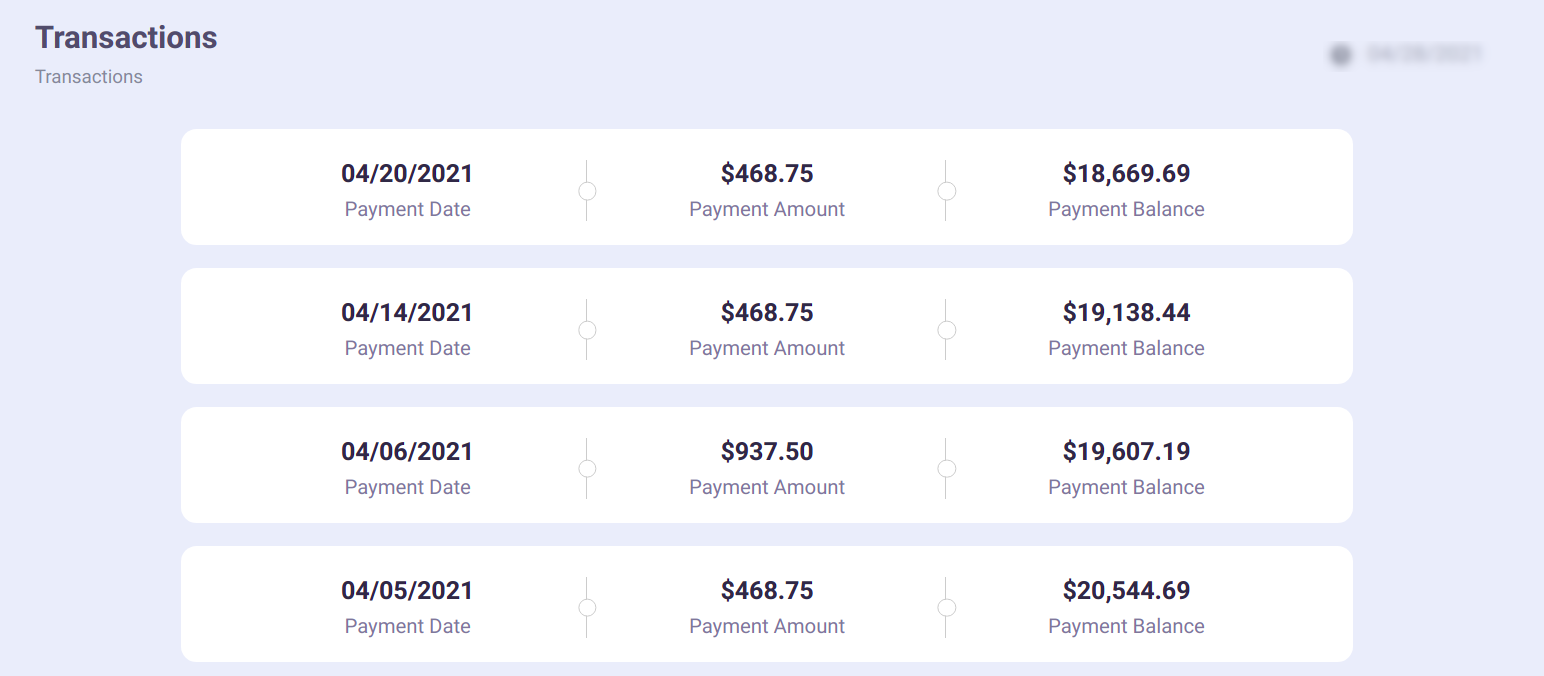 Transactions
Transactions
04/20/2021 $468.75 $18,669.69
Payment Date Payment Amount Payment Balance
04/14/2021 $468.75 $19,138.44
Payment Date Payment Amount Payment Balance
04/06/2021 $937.50 $19,607.19
Payment Date Payment Amount Payment Balance
04/05/2021 $468.75 $20,544.69
Payment Date Payment Amount Payment Balance